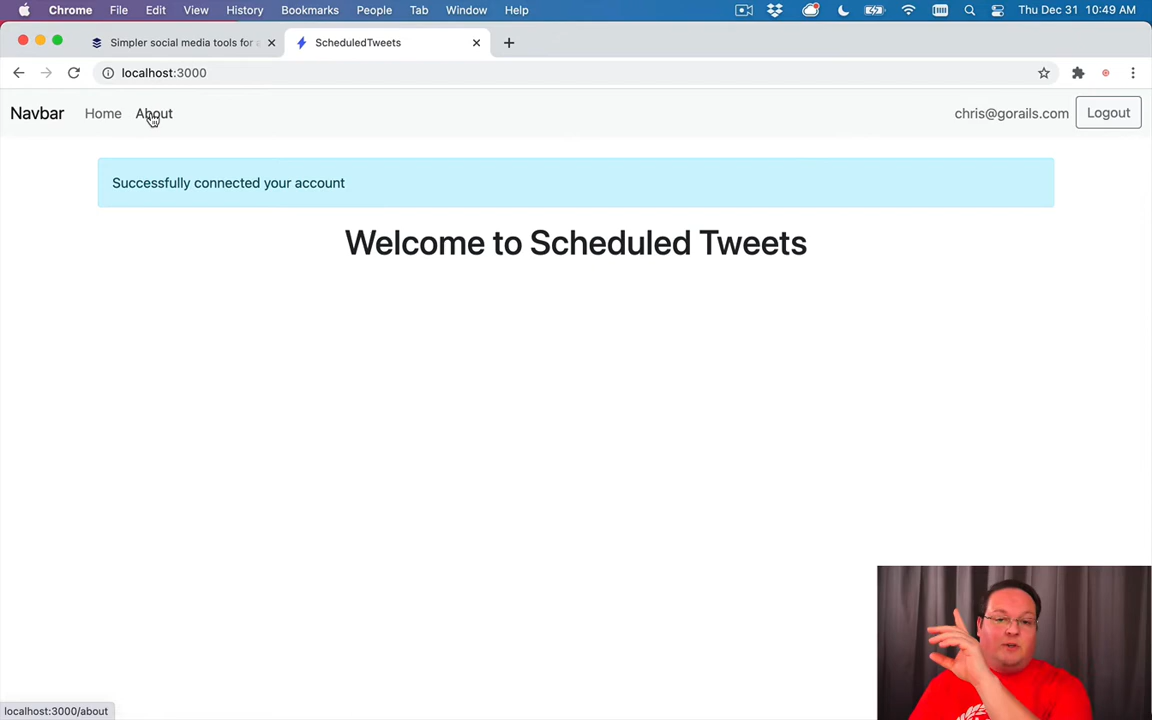 Chrome File Edit View History Bookmarks People Tab Window Help Thu Dec 31 10:49 AM
Simpler social media tools for
ScheduledTweets
localhost:3000
Navbar Home About chris@gorails.com Logout
Successfully connected your account
Welcome to Scheduled Tweets
localhost:3000/about